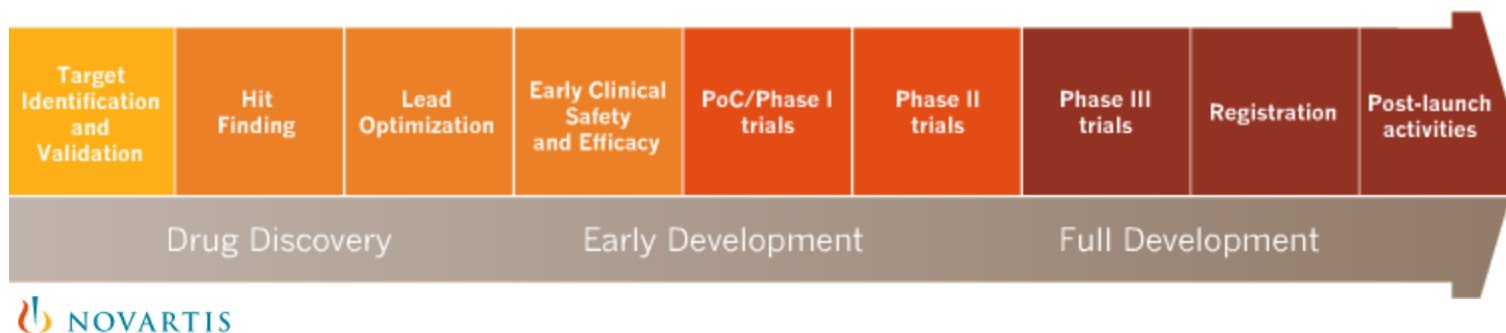 Target
Identification
and
Validation
Hit
Finding
Lead
Optimization
Early Clinical
Safety
and Efficacy
PoC/Phase I
trials
Phase II
trials
Phase III
trials
Registration
Post-launch
activities
Drug Discovery
Early Development
Full Development
NOVARTIS